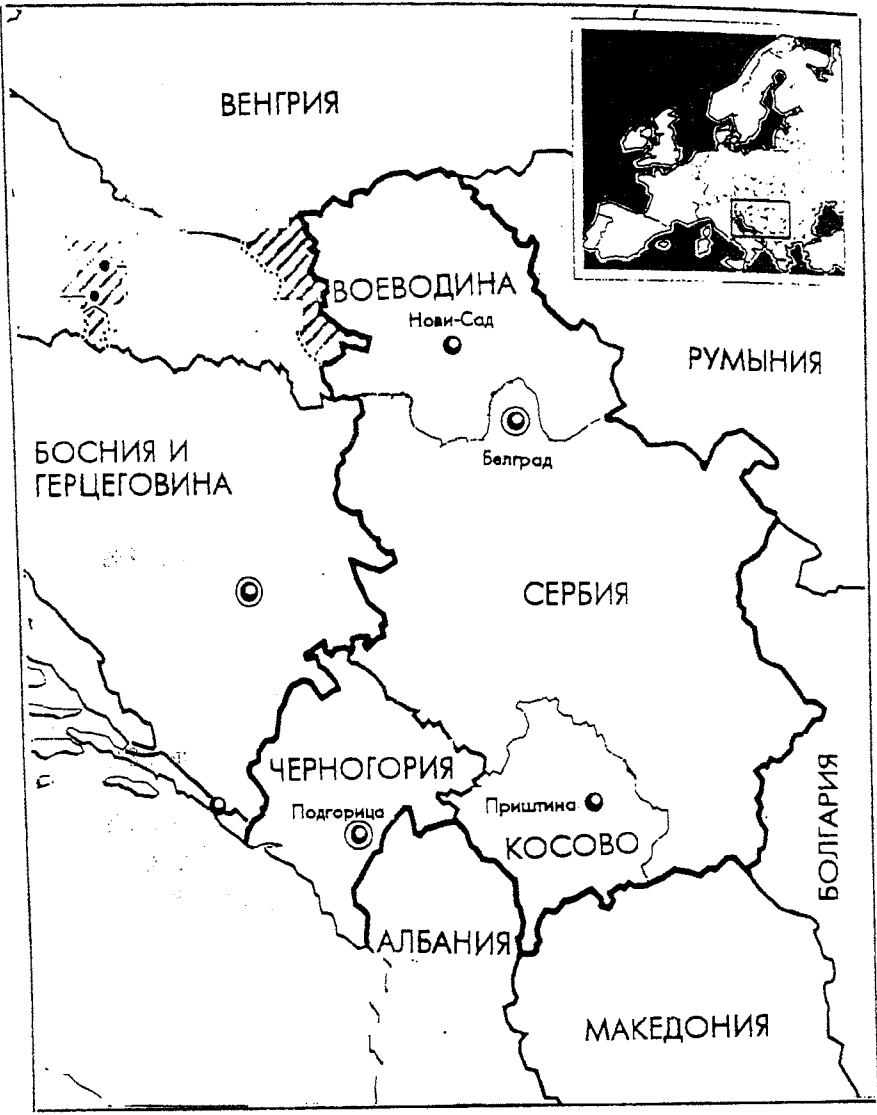 ВЕНГРИЯ
ВОЕВОДИНА
Нови-Сад
РУМЫНИЯ
Белград
БОСНИЯ И
ГЕРЦЕГОВИНА
СЕРБИЯ
ЧЕРНОГОРИЯ
Подгорица
Приштина
КОСОВО
БОЛГАРИЯ
АЛБАНИЯ
МАКЕДОНИЯ